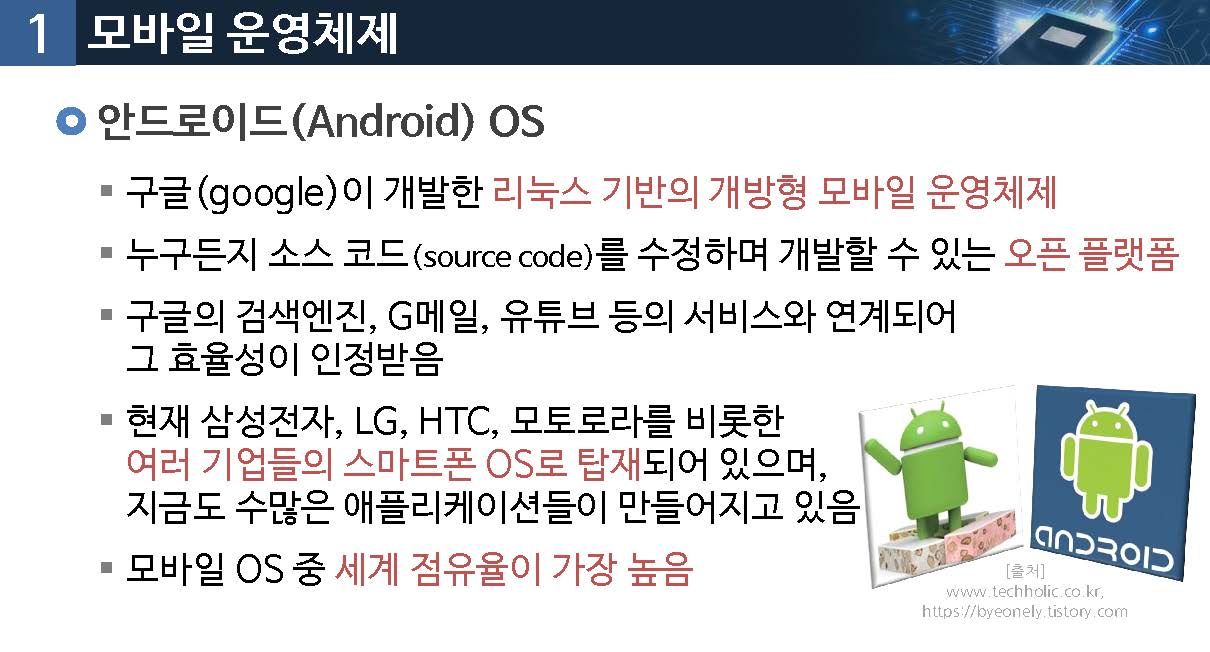 1 모바일 운영체제
안드로이드(Android) OS
구글(google)이 개발한 리눅스 기반의 개방형 모바일 운영체제
누구든지 소스 코드(source code)를 수정하며 개발할 수 있는 오픈 플랫폼
구글의 검색엔진, G메일, 유튜브 등의 서비스와 연계되어
그 효율성이 인정받음
현재 삼성전자, LG, HTC, 모토로라를 비롯한
여러 기업들의 스마트폰 OS로 탑재되어 있으며,
지금도 수많은 애플리케이션들이 만들어지고 있음
모바일 OS 중 세계 점유율이 가장 높음
ANDROID
[출처]
www.techholic.co.kr,
https://byeonely.tistory.com